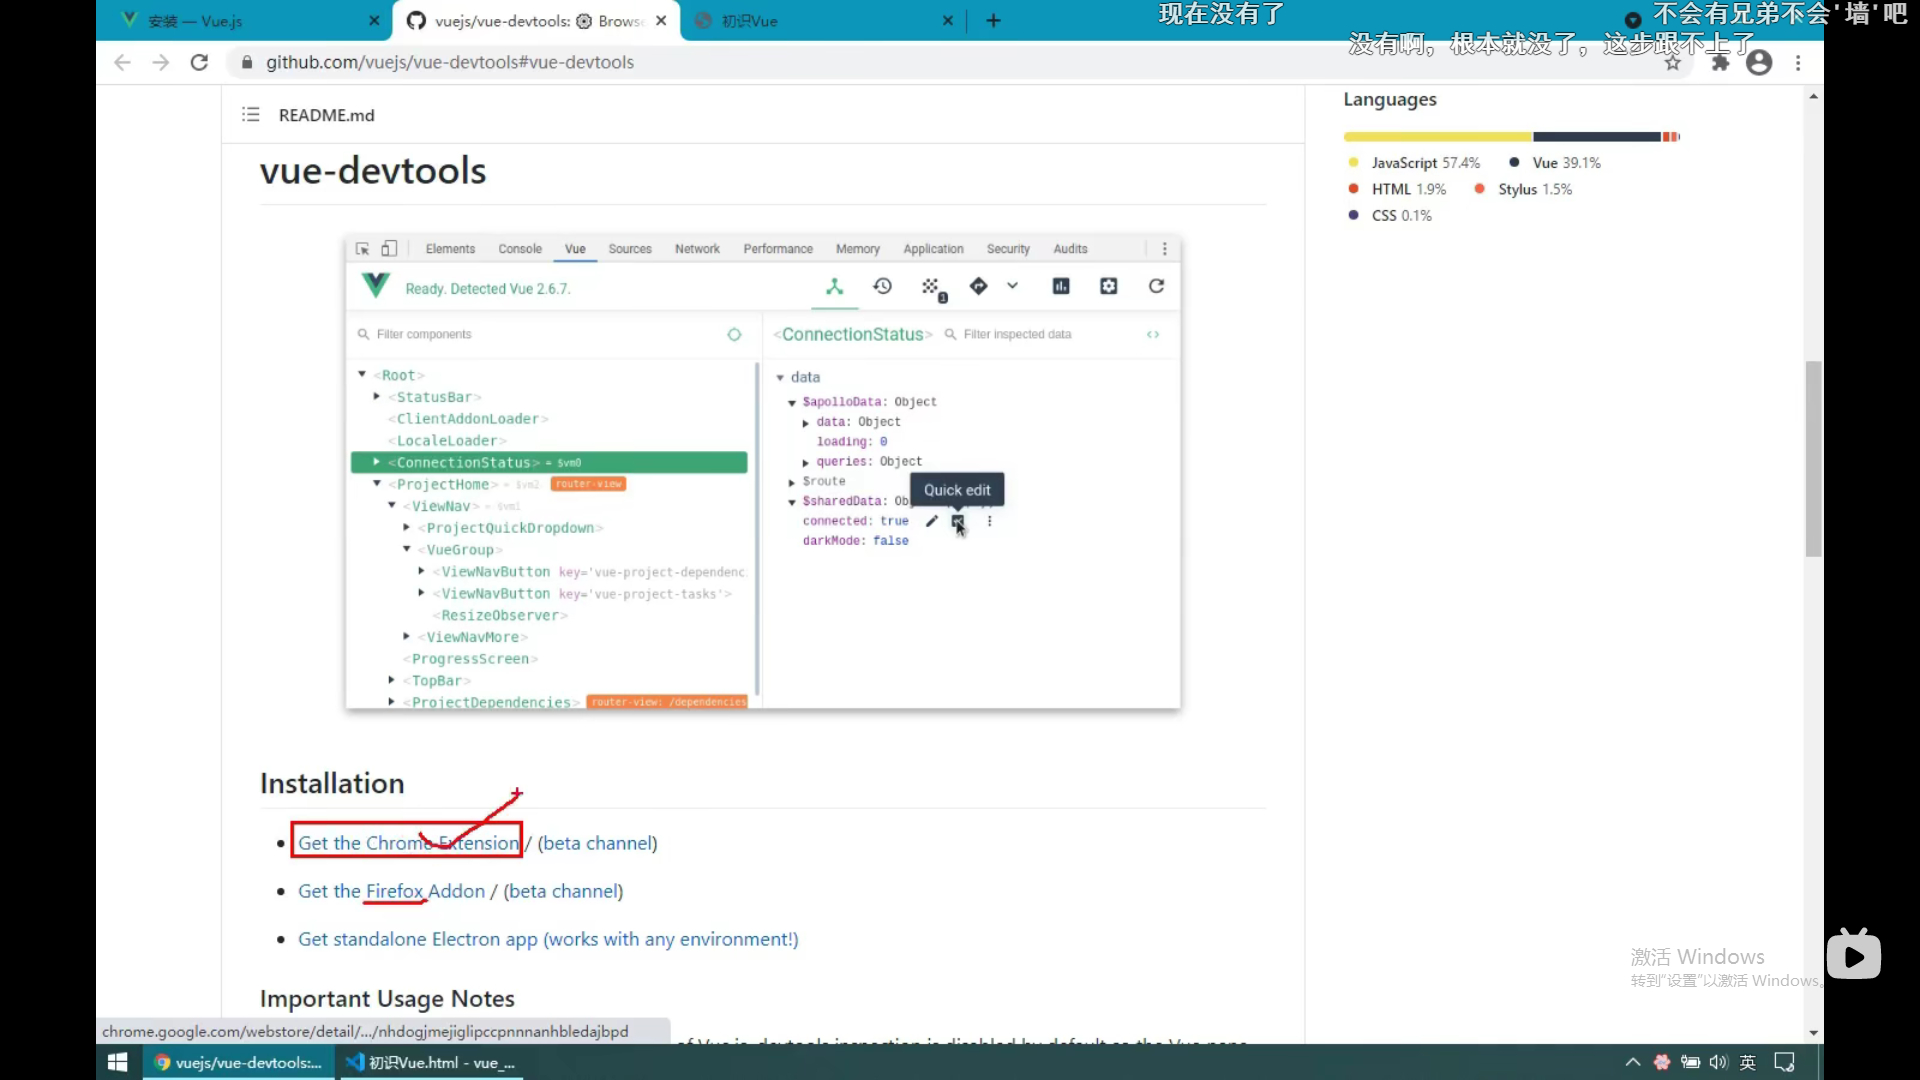 安装 — Vue.js
vuejs/vue-devtools: Browse
初识Vue
现在没有了
不会有兄弟不会'墙'吧
没有啊，根本就没了，这步跟不上了
github.com/vuejs/vue-devtools#vue-devtools
README.md
vue-devtools
Elements Console Vue Sources Network Performance Memory Application Security Audits
Ready. Detected Vue 2.6.7.
1
Filter components
<ConnectionStatus> Filter inspected data
<Root>
<StatusBar>
<ClientAddonLoader>
<LocaleLoader>
<ConnectionStatus> = $vm0
<ProjectHome> = $vm2 router-view
<ViewNav> = $vm1
<ProjectQuickDropdown>
<VueGroup>
<ViewNavButton key='vue-project-dependenc
<ViewNavButton key='vue-project-tasks'>
<ResizeObserver>
<ViewNavMore>
<ProgressScreen>
<TopBar>
<ProjectDependencies> router-view: /dependencies
data
$apolloData: Object
data: Object
loading: 0
queries: Object
$route
$sharedData: Ob
Quick edit
connected: true
darkMode: false
Languages
JavaScript 57.4% Vue 39.1%
HTML 1.9% Stylus 1.5%
CSS 0.1%
Installation
Get the Chrome Extension / (beta channel)
Get the Firefox Addon / (beta channel)
Get standalone Electron app (works with any environment!)
Important Usage Notes
激活 Windows
转到"设置"以激活 Windows。
chrome.google.com/webstore/detail/.../nhdogjmejiglipccpnnnanhbledajbpd
vuejs/vue-devtools:...
初识Vue.html - vue_...
英